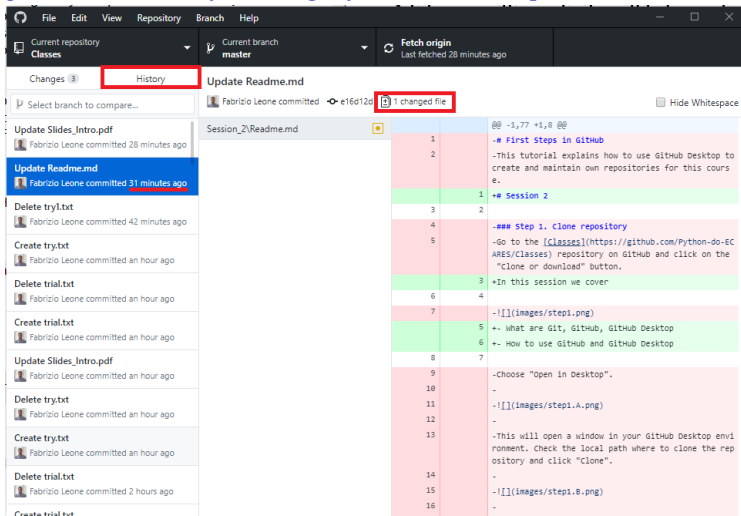 File Edit View Repository Branch Help
Current repository
Classes
Current branch
master
Fetch origin
Last fetched 28 minutes ago
Changes 3
History
Select branch to compare...
Update Slides_Intro.pdf
Fabrizio Leone committed 28 minutes ago
Update Readme.md
Fabrizio Leone committed 31 minutes ago
Delete try1.txt
Fabrizio Leone committed 42 minutes ago
Create try.txt
Fabrizio Leone committed an hour ago
Delete trial.txt
Fabrizio Leone committed an hour ago
Create trial.txt
Fabrizio Leone committed an hour ago
Update Slides_Intro.pdf
Fabrizio Leone committed an hour ago
Delete try.txt
Fabrizio Leone committed an hour ago
Create try.txt
Fabrizio Leone committed an hour ago
Delete trial.txt
Fabrizio Leone committed 2 hours ago
Create trial.txt
Update Readme.md
Fabrizio Leone committed e16d12d 1 changed file
Hide Whitespace
Session_2\Readme.md
@@ -1,77 +1,8 @@
1 -# First Steps in GitHub
2 -This tutorial explains how to use GitHub Desktop to
create and maintain own repositories for this cours
e.
1 +# Session 2
3 2
4 -### Step 1. Clone repository
5 -Go to the [Classes](https://github.com/Python-do-EC
ARES/Classes) repository on GitHub and click on the
"Clone or download" button.
3 +In this session we cover
6 4
7 -![](images/step1.png)
5 +- What are Git, GitHub, GitHub Desktop
6 +- How to use GitHub and GitHub Desktop
8 7
9 -Choose "Open in Desktop".
10 -
11 -![](images/step1.A.png)
12 -
13 -This will open a window in your GitHub Desktop envi
ronment. Check the local path where to clone the rep
ository and click "Clone".
14 -
15 -![](images/step1.B.png)
16 -